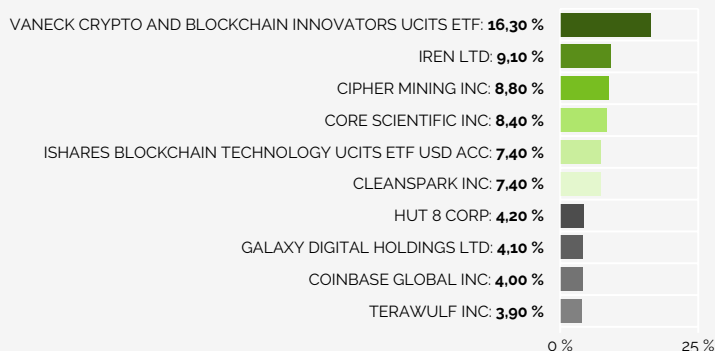 VANECK CRYPTO AND BLOCKCHAIN INNOVATORS UCITS ETF: 16,30 %
IREN LTD: 9,10 %
CIPHER MINING INC: 8,80 %
CORE SCIENTIFIC INC: 8,40 %
ISHARES BLOCKCHAIN TECHNOLOGY UCITS ETF USD ACC: 7,40 %
CLEANSPARK INC: 7,40 %
HUT 8 CORP: 4,20 %
GALAXY DIGITAL HOLDINGS LTD: 4,10 %
COINBASE GLOBAL INC: 4,00 %
TERAWULF INC: 3,90 %
0 % 25 %